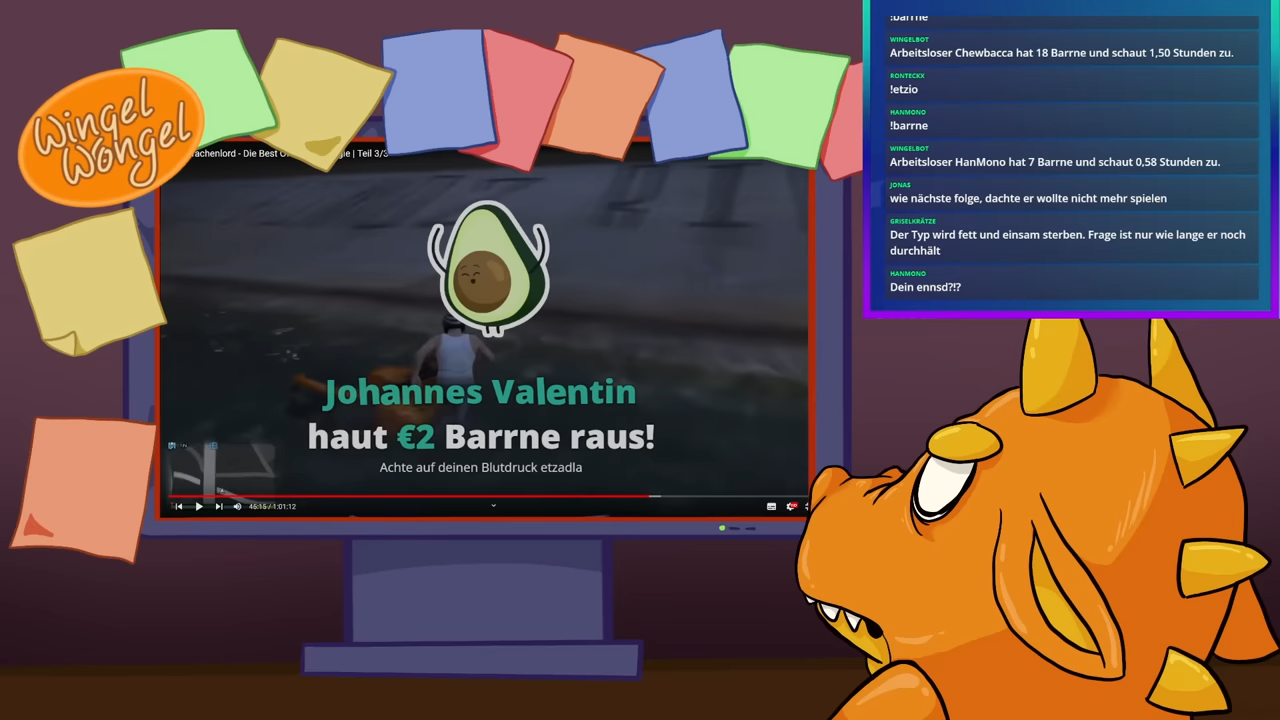 Wingel
Wongel
rachenlord - Die Best O
gie | Teil 3/3
Johannes Valentin
haut €2 Barrne raus!
Achte auf deinen Blutdruck etzadla
45:15 / 1:01:12
!barrne
WINGELBOT
Arbeitsloser Chewbacca hat 18 Barrne und schaut 1,50 Stunden zu.
RONTECKX
!etzio
HANMONO
!barrne
WINGELBOT
Arbeitsloser HanMono hat 7 Barrne und schaut 0,58 Stunden zu.
JONAS
wie nächste folge, dachte er wollte nicht mehr spielen
GRISELKRÄTZE
Der Typ wird fett und einsam sterben. Frage ist nur wie lange er noch
durchhält
HANMONO
Dein ennsd?!?